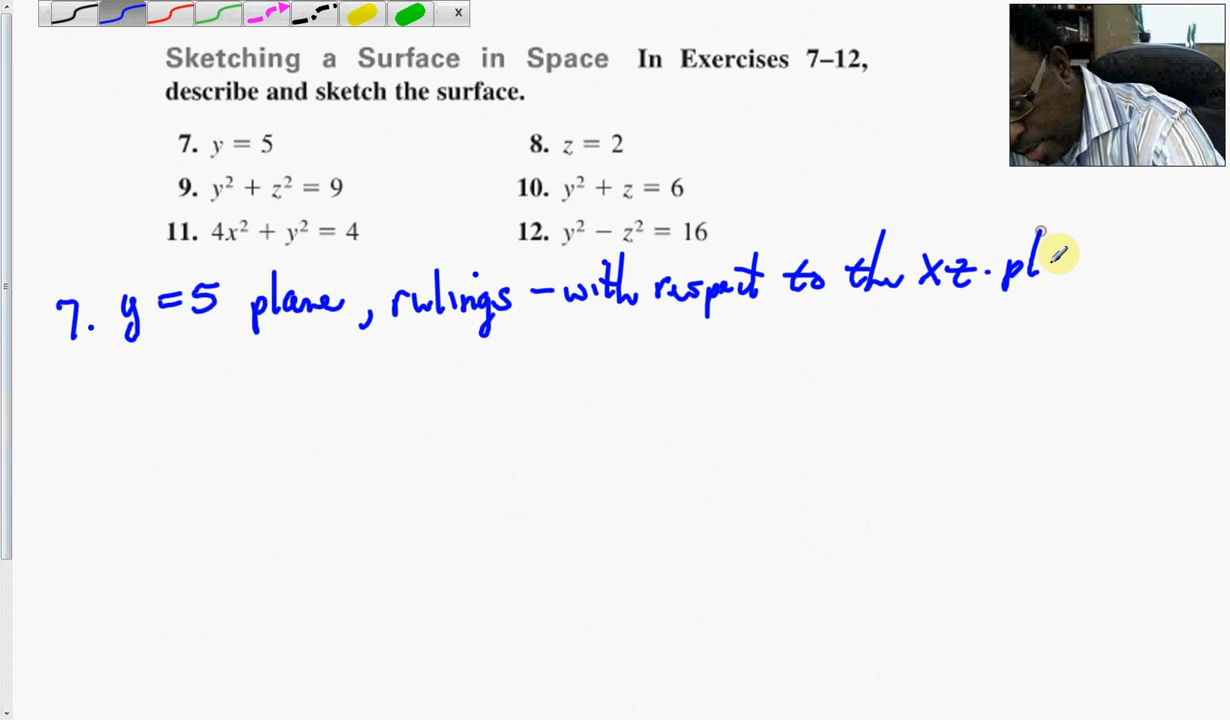 x
Sketching a Surface in Space In Exercises 7–12,
describe and sketch the surface.
7. y = 5
8. z = 2
9. y² + z² = 9
10. y² + z = 6
11. 4x² + y² = 4
12. y² − z² = 16
7. y = 5 plane, rulings – with respect to the xz. pl